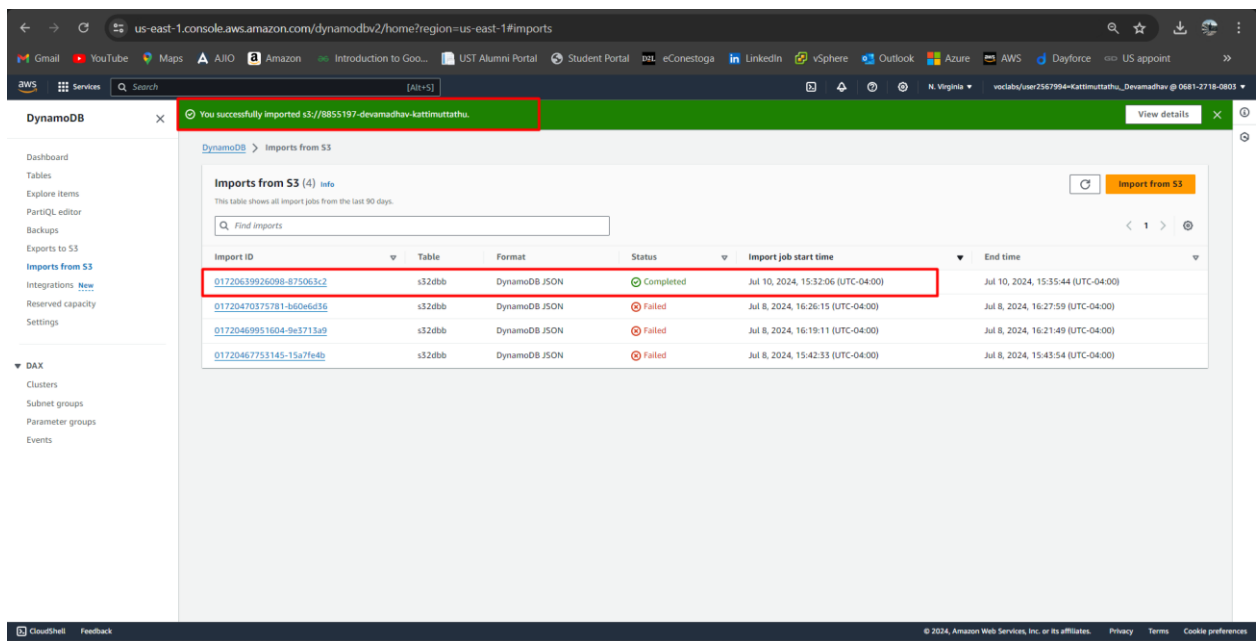 us-east-1.console.aws.amazon.com/dynamodbv2/home?region=us-east-1#imports
Gmail YouTube Maps AJIO Amazon Introduction to Goo... UST Alumni Portal Student Portal D2L eConestoga LinkedIn vSphere Outlook Azure AWS Dayforce US appoint »
aws Services Search [Alt+S] N. Virginia voclabs/user2567994=Kattimuttathu,_Devamadhav @ 0681-2718-0803
DynamoDB
You successfully imported s3://8855197-devamadhav-kattimuttathu. View details
DynamoDB > Imports from S3
Dashboard
Tables
Explore items
PartiQL editor
Backups
Exports to S3
Imports from S3
Integrations New
Reserved capacity
Settings
DAX
Clusters
Subnet groups
Parameter groups
Events
Imports from S3 (4) Info
Import from S3
This table shows all import jobs from the last 90 days.
Find imports
1
Import ID Table Format Status Import job start time End time
01720639926098-875063c2 s32dbb DynamoDB JSON Completed Jul 10, 2024, 15:32:06 (UTC-04:00) Jul 10, 2024, 15:35:44 (UTC-04:00)
01720470375781-b60e6d36 s32dbb DynamoDB JSON Failed Jul 8, 2024, 16:26:15 (UTC-04:00) Jul 8, 2024, 16:27:59 (UTC-04:00)
01720469951604-9e3713a9 s32dbb DynamoDB JSON Failed Jul 8, 2024, 16:19:11 (UTC-04:00) Jul 8, 2024, 16:21:49 (UTC-04:00)
01720467753145-15a7fe4b s32dbb DynamoDB JSON Failed Jul 8, 2024, 15:42:33 (UTC-04:00) Jul 8, 2024, 15:43:54 (UTC-04:00)
CloudShell Feedback © 2024, Amazon Web Services, Inc. or its affiliates. Privacy Terms Cookie preferences